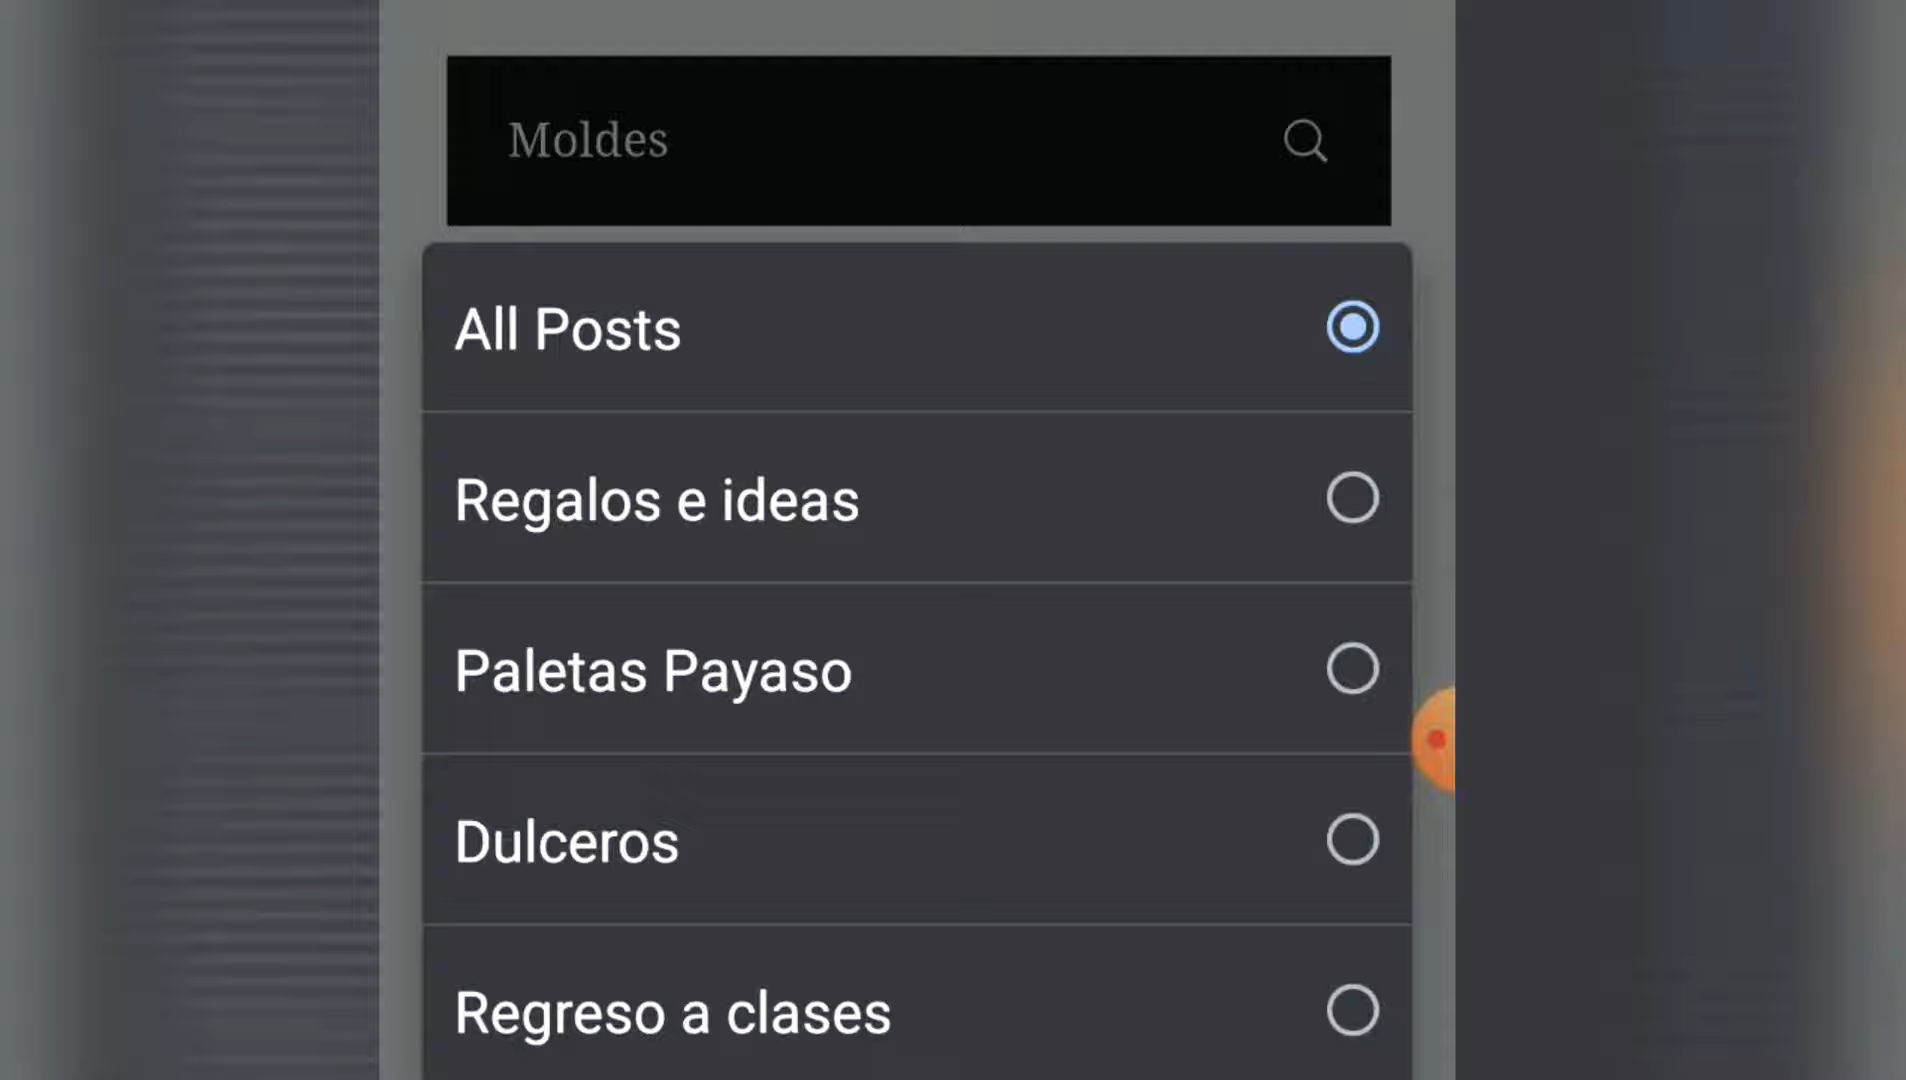 Moldes
All Posts
Regalos e ideas
Paletas Payaso
Dulceros
Regreso a clases